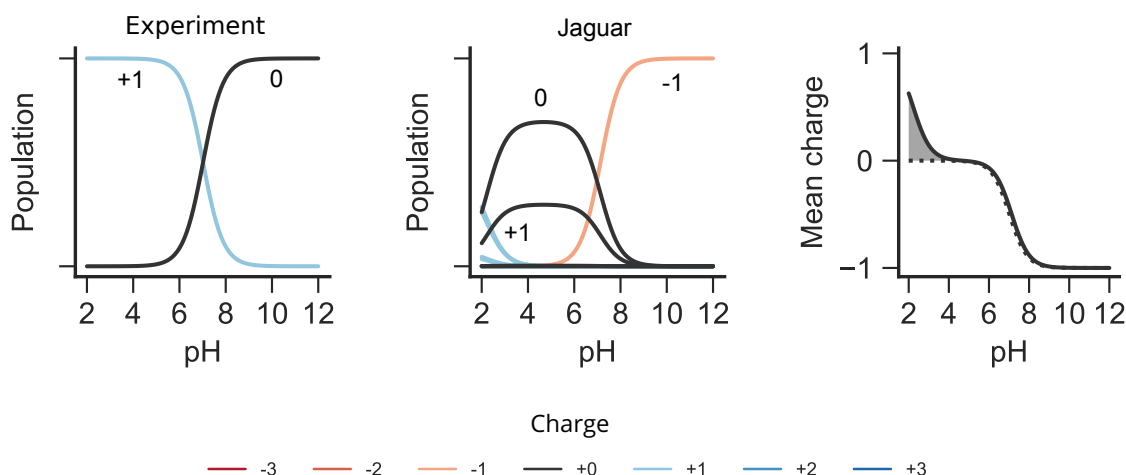 Experiment
Jaguar
+1
0
Population
2 4 6 8 10 12
pH
0
-1
+1
Population
2 4 6 8 10 12
pH
1
0
−1
Mean charge
2 4 6 8 10 12
pH
Charge
-3 -2 -1 +0 +1 +2 +3